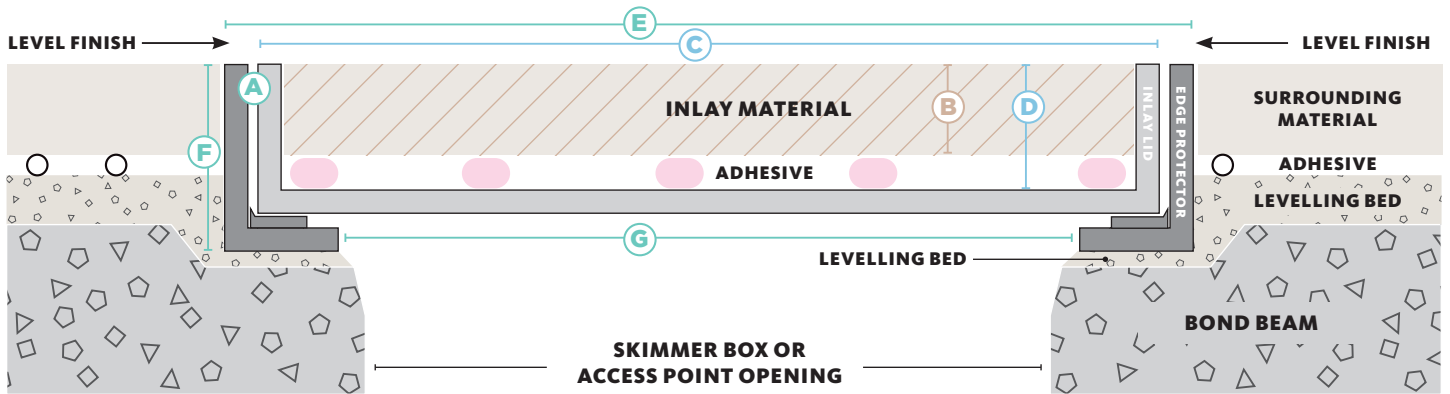 E
LEVEL FINISH
C
LEVEL FINISH
A
INLAY MATERIAL
B
D
INLAY LID
EDGE PROTECTOR
SURROUNDING
MATERIAL
F
ADHESIVE
ADHESIVE
LEVELLING BED
G
LEVELLING BED
BOND BEAM
SKIMMER BOX OR
ACCESS POINT OPENING